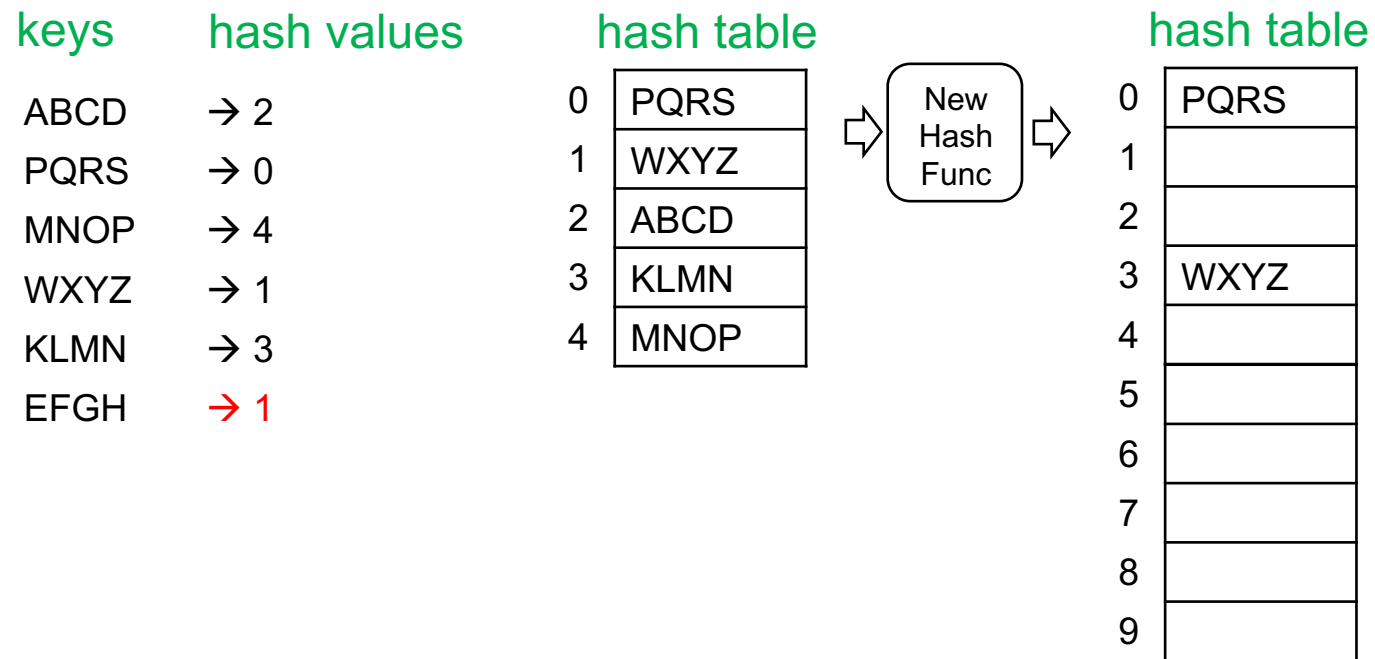 keys hash values hash table hash table
ABCD → 2
PQRS → 0
MNOP → 4
WXYZ → 1
KLMN → 3
EFGH → 1
0 PQRS
1 WXYZ
2 ABCD
3 KLMN
4 MNOP
New
Hash
Func
0 PQRS
1
2
3 WXYZ
4
5
6
7
8
9